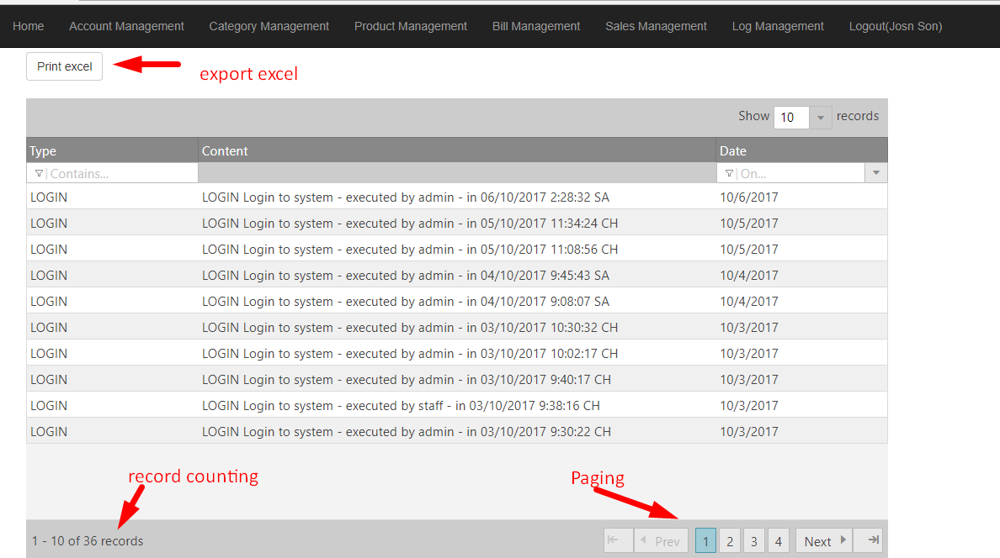 Home Account Management Category Management Product Management Bill Management Sales Management Log Management Logout(Josn Son)
Print excel
export excel
Show 10 records
Type Content Date
Contains... On...
LOGIN LOGIN Login to system - executed by admin - in 06/10/2017 2:28:32 SA 10/6/2017
LOGIN LOGIN Login to system - executed by admin - in 05/10/2017 11:34:24 CH 10/5/2017
LOGIN LOGIN Login to system - executed by admin - in 05/10/2017 11:08:56 CH 10/5/2017
LOGIN LOGIN Login to system - executed by admin - in 04/10/2017 9:45:43 SA 10/4/2017
LOGIN LOGIN Login to system - executed by admin - in 04/10/2017 9:08:07 SA 10/4/2017
LOGIN LOGIN Login to system - executed by admin - in 03/10/2017 10:30:32 CH 10/3/2017
LOGIN LOGIN Login to system - executed by admin - in 03/10/2017 10:02:17 CH 10/3/2017
LOGIN LOGIN Login to system - executed by admin - in 03/10/2017 9:40:17 CH 10/3/2017
LOGIN LOGIN Login to system - executed by staff - in 03/10/2017 9:38:16 CH 10/3/2017
LOGIN LOGIN Login to system - executed by admin - in 03/10/2017 9:30:22 CH 10/3/2017
record counting Paging
1 - 10 of 36 records Prev 1 2 3 4 Next